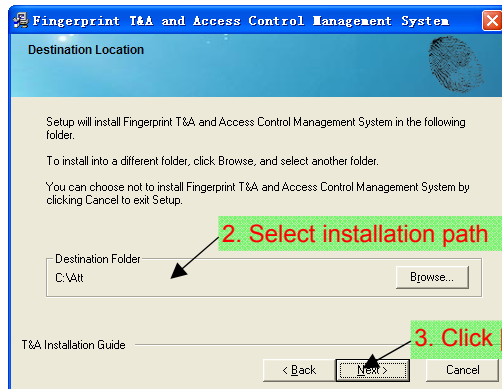 Fingerprint T&A and Access Control Management System
Destination Location
Setup will install Fingerprint T&A and Access Control Management System in the following
folder.
To install into a different folder, click Browse, and select another folder.
You can choose not to install Fingerprint T&A and Access Control Management System by
clicking Cancel to exit Setup.
2. Select installation path
Destination Folder
C:\Att
Browse...
T&A Installation Guide
3. Click
< Back
Next >
Cancel